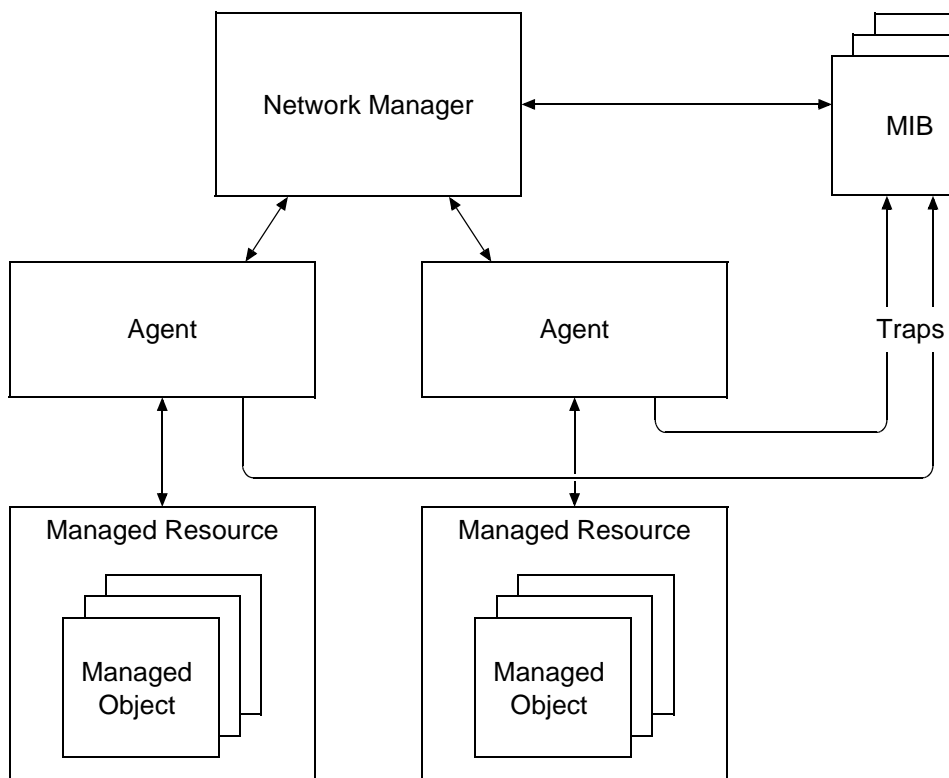 Network Manager
MIB
Agent
Agent
Traps
Managed Resource
Managed Resource
Managed
Object
Managed
Object